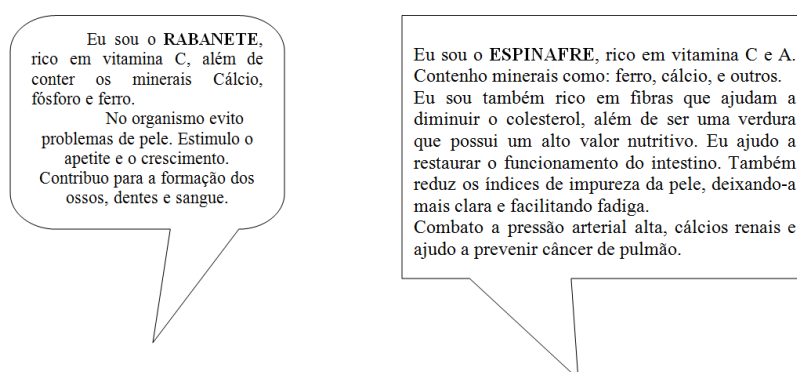 Eu sou o RABANETE,
rico em vitamina C, além de
conter os minerais Cálcio,
fósforo e ferro.
No organismo evito
problemas de pele. Estimulo o
apetite e o crescimento.
Contribuo para a formação dos
ossos, dentes e sangue.
Eu sou o ESPINAFRE, rico em vitamina C e A.
Contenho minerais como: ferro, cálcio, e outros.
Eu sou também rico em fibras que ajudam a
diminuir o colesterol, além de ser uma verdura
que possui um alto valor nutritivo. Eu ajudo a
restaurar o funcionamento do intestino. Também
reduz os índices de impureza da pele, deixando-a
mais clara e facilitando fadiga.
Combato a pressão arterial alta, cálcios renais e
ajudo a prevenir câncer de pulmão.